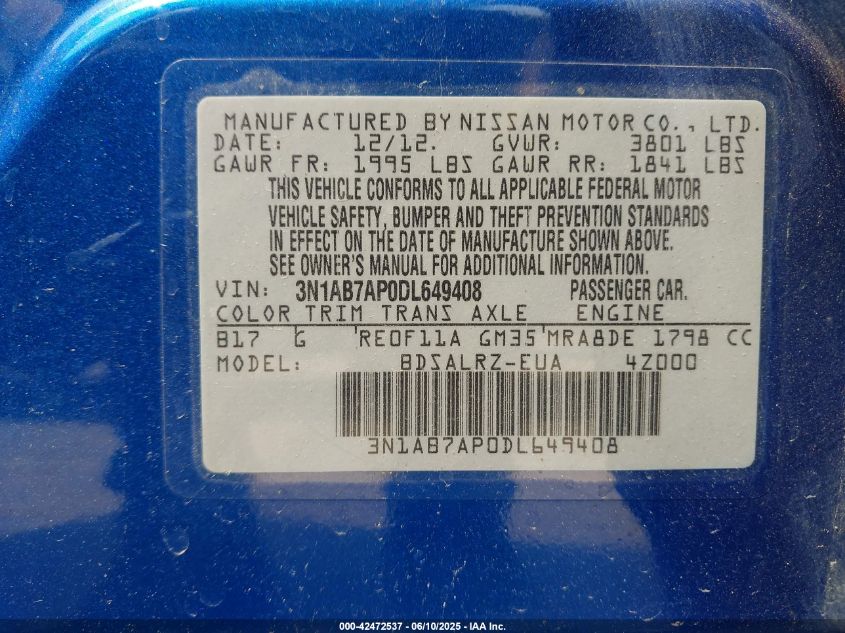 MANUFACTURED BY NISSAN MOTOR CO., LTD.
DATE: 12/12. GVWR: 3801 LBS
GAWR FR: 1995 LBS GAWR RR: 1841 LBS
THIS VEHICLE CONFORMS TO ALL APPLICABLE FEDERAL MOTOR
VEHICLE SAFETY, BUMPER AND THEFT PREVENTION STANDARDS
IN EFFECT ON THE DATE OF MANUFACTURE SHOWN ABOVE.
SEE OWNER'S MANUAL FOR ADDITIONAL INFORMATION.
VIN: 3N1AB7AP0DL649408 PASSENGER CAR.
COLOR TRIM TRANS AXLE ENGINE
B17 G RE0F11A GM35 MRA8DE 1798 CC
MODEL: BDSALRZ-EUA 4Z000
3N1AB7AP0DL649408
000-42472537 - 06/10/2025 - IAA Inc.